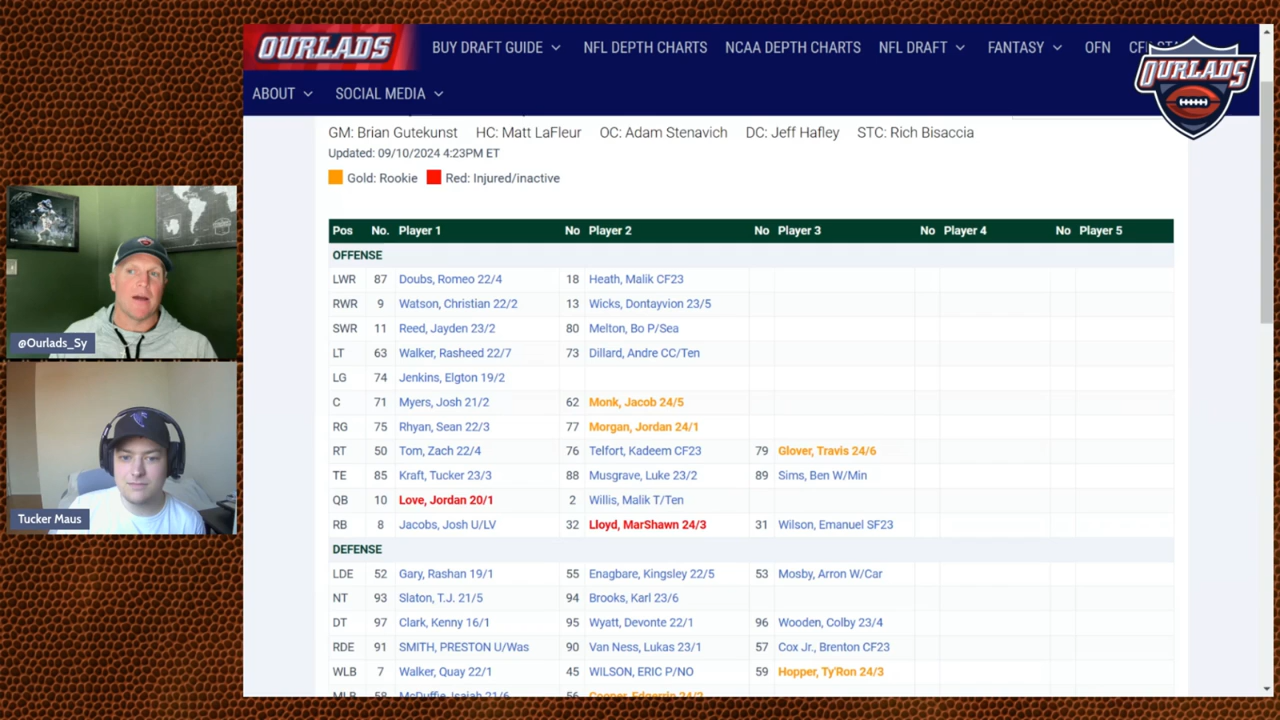 OURLADS BUY DRAFT GUIDE NFL DEPTH CHARTS NCAA DEPTH CHARTS NFL DRAFT FANTASY OFN
OURLADS
ABOUT SOCIAL MEDIA
GM: Brian Gutekunst HC: Matt LaFleur OC: Adam Stenavich DC: Jeff Hafley STC: Rich Bisaccia
Updated: 09/10/2024 4:23PM ET
Gold: Rookie Red: Injured/inactive
Pos No. Player 1 No Player 2 No Player 3 No Player 4 No Player 5
OFFENSE
LWR 87 Doubs, Romeo 22/4 18 Heath, Malik CF23
RWR 9 Watson, Christian 22/2 13 Wicks, Dontayvion 23/5
SWR 11 Reed, Jayden 23/2 80 Melton, Bo P/Sea
LT 63 Walker, Rasheed 22/7 73 Dillard, Andre CC/Ten
LG 74 Jenkins, Elgton 19/2
C 71 Myers, Josh 21/2 62 Monk, Jacob 24/5
RG 75 Rhyan, Sean 22/3 77 Morgan, Jordan 24/1
RT 50 Tom, Zach 22/4 76 Telfort, Kadeem CF23 79 Glover, Travis 24/6
TE 85 Kraft, Tucker 23/3 88 Musgrave, Luke 23/2 89 Sims, Ben W/Min
QB 10 Love, Jordan 20/1 2 Willis, Malik T/Ten
RB 8 Jacobs, Josh U/LV 32 Lloyd, MarShawn 24/3 31 Wilson, Emanuel SF23
DEFENSE
LDE 52 Gary, Rashan 19/1 55 Enagbare, Kingsley 22/5 53 Mosby, Arron W/Car
NT 93 Slaton, T.J. 21/5 94 Brooks, Karl 23/6
DT 97 Clark, Kenny 16/1 95 Wyatt, Devonte 22/1 96 Wooden, Colby 23/4
RDE 91 SMITH, PRESTON U/Was 90 Van Ness, Lukas 23/1 57 Cox Jr., Brenton CF23
WLB 7 Walker, Quay 22/1 45 WILSON, ERIC P/NO 59 Hopper, Ty'Ron 24/3
MLB 58 McDuffie, Isaiah 21/6 56 Cooper, Edgerrin 24/2
@Ourlads_Sy
Tucker Maus